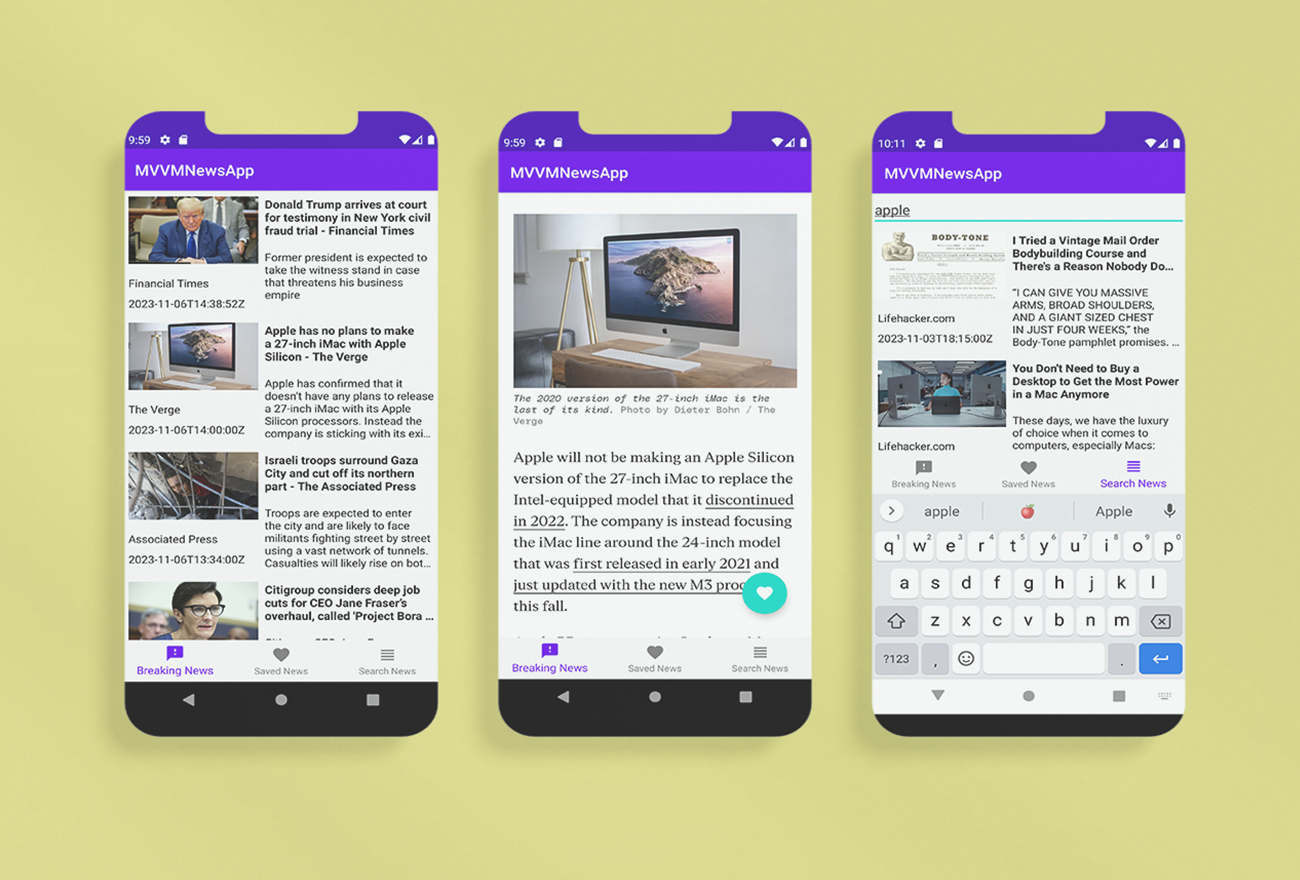 9:59
MVVMNewsApp
Donald Trump arrives at court
for testimony in New York civil
fraud trial - Financial Times
Former president is expected to
take the witness stand in case
that threatens his business
empire
Financial Times
2023-11-06T14:38:52Z
Apple has no plans to make
a 27-inch iMac with Apple
Silicon - The Verge
Apple has confirmed that it
doesn't have any plans to release
a 27-inch iMac with its Apple
Silicon processors. Instead the
company is sticking with its exi...
The Verge
2023-11-06T14:00:00Z
Israeli troops surround Gaza
City and cut off its northern
part - The Associated Press
Troops are expected to enter
the city and are likely to face
militants fighting street by street
using a vast network of tunnels.
Casualties will likely rise on bot...
Associated Press
2023-11-06T13:34:00Z
Citigroup considers deep job
cuts for CEO Jane Fraser's
overhaul, called 'Project Bora ...
Breaking News
Saved News
Search News
9:59
MVVMNewsApp
The 2020 version of the 27-inch iMac is the
last of its kind. Photo by Dieter Bohn / The
Verge
Apple will not be making an Apple Silicon
version of the 27-inch iMac to replace the
Intel-equipped model that it discontinued
in 2022. The company is instead focusing
the iMac line around the 24-inch model
that was first released in early 2021 and
just updated with the new M3 proc
this fall.
Breaking News
Saved News
Search News
10:11
MVVMNewsApp
apple
BODY-TONE
I Tried a Vintage Mail Order
Bodybuilding Course and
There's a Reason Nobody Do...
"I CAN GIVE YOU MASSIVE
ARMS, BROAD SHOULDERS,
AND A GIANT SIZED CHEST
IN JUST FOUR WEEKS," the
Body-Tone pamphlet promises. ...
Lifehacker.com
2023-11-03T18:15:00Z
You Don't Need to Buy a
Desktop to Get the Most Power
in a Mac Anymore
These days, we have the luxury
of choice when it comes to
computers, especially Macs:
Lifehacker.com
Breaking News
Saved News
Search News
apple
Apple
q1 w2 e3 r4 t5 y6 u7 i8 o9 p0
a s d f g h j k l
z x c v b n m
?123 , .